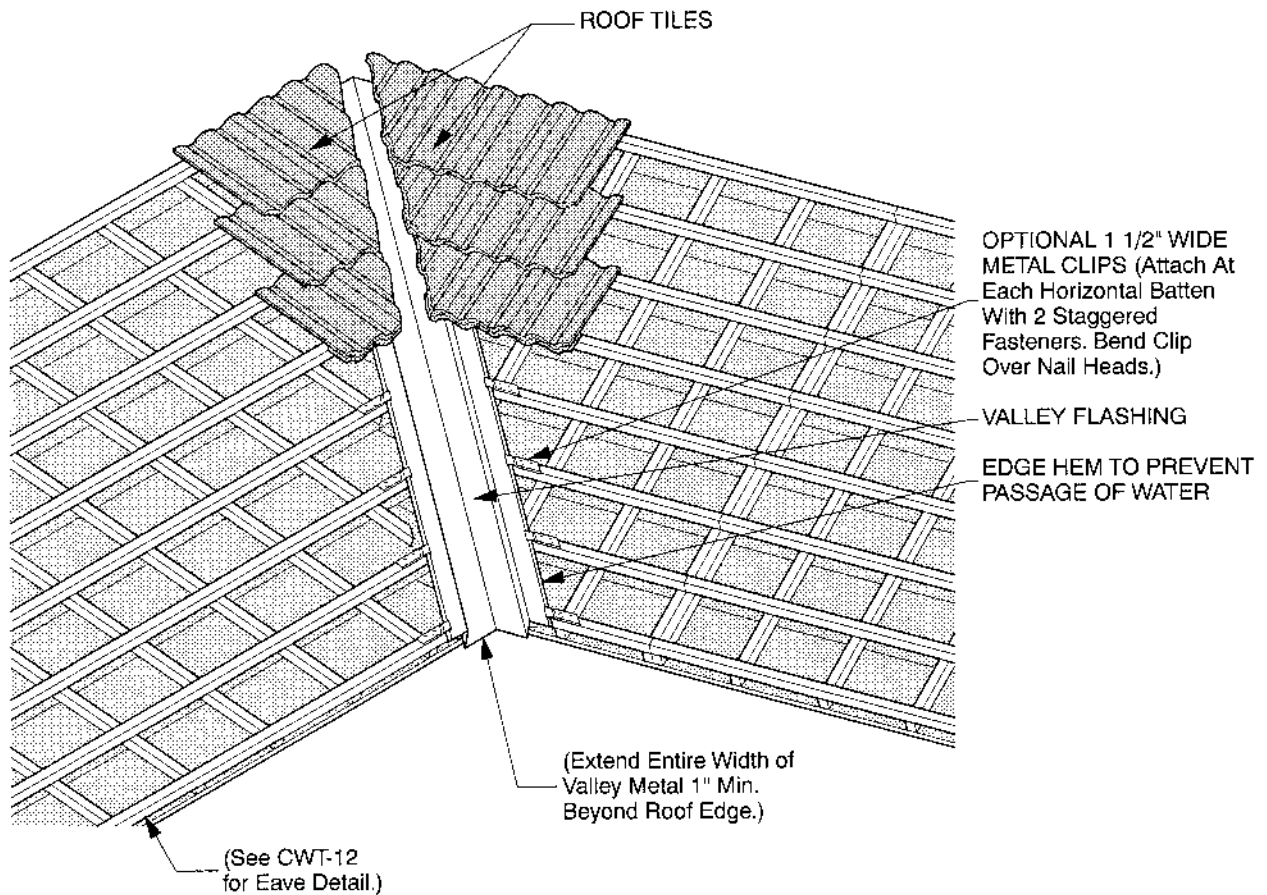 ROOF TILES
OPTIONAL 1 1/2" WIDE
METAL CLIPS (Attach At
Each Horizontal Batten
With 2 Staggered
Fasteners. Bend Clip
Over Nail Heads.)
VALLEY FLASHING
EDGE HEM TO PREVENT
PASSAGE OF WATER
(Extend Entire Width of
Valley Metal 1" Min.
Beyond Roof Edge.)
(See CWT-12
for Eave Detail.)